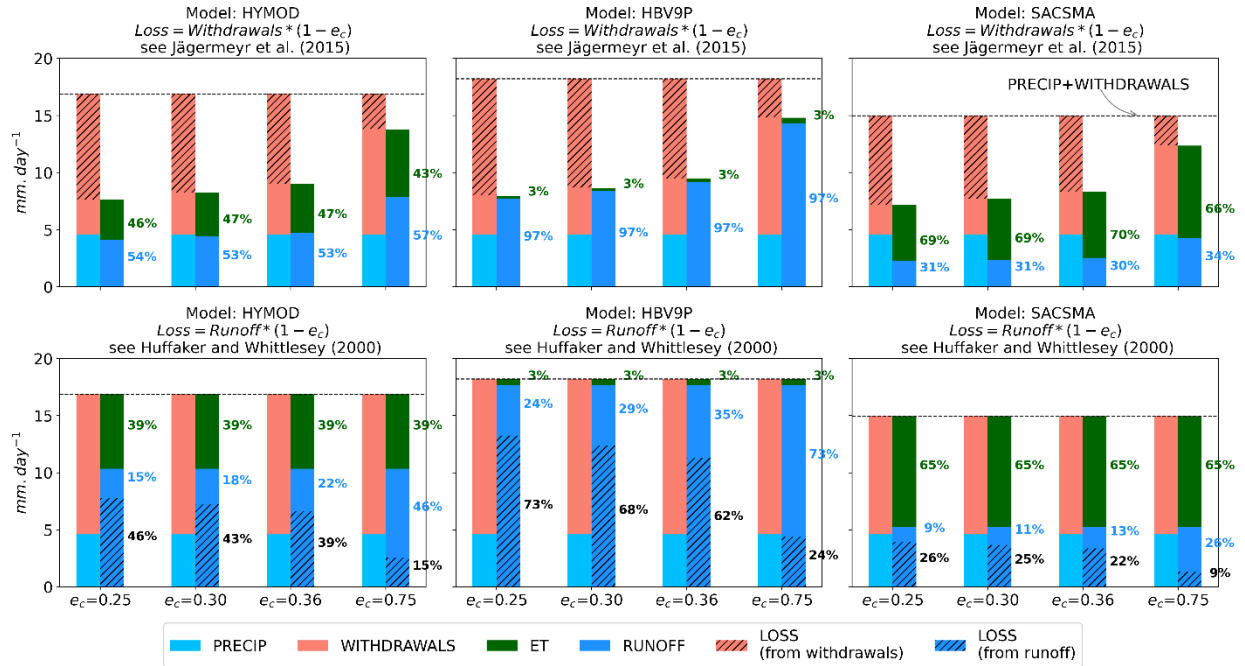 Model: HYMOD
Loss = Withdrawals * (1 − e_c)
see Jägermeyr et al. (2015)
Model: HBV9P
Loss = Withdrawals * (1 − e_c)
see Jägermeyr et al. (2015)
Model: SACSMA
Loss = Withdrawals * (1 − e_c)
see Jägermeyr et al. (2015)
20
15
10
5
0
mm. day⁻¹
46%
54%
47%
53%
47%
53%
43%
57%
3%
97%
3%
97%
3%
97%
3%
97%
PRECIP+WITHDRAWALS
69%
31%
69%
31%
70%
30%
66%
34%
Model: HYMOD
Loss = Runoff * (1 − e_c)
see Huffaker and Whittlesey (2000)
Model: HBV9P
Loss = Runoff * (1 − e_c)
see Huffaker and Whittlesey (2000)
Model: SACSMA
Loss = Runoff * (1 − e_c)
see Huffaker and Whittlesey (2000)
20
15
10
5
0
mm. day⁻¹
39%
15%
46%
39%
18%
43%
39%
22%
39%
39%
46%
15%
3%
24%
73%
3%
29%
68%
3%
35%
62%
3%
73%
24%
65%
9%
26%
65%
11%
25%
65%
13%
22%
65%
26%
9%
e_c=0.25
e_c=0.30
e_c=0.36
e_c=0.75
e_c=0.25
e_c=0.30
e_c=0.36
e_c=0.75
e_c=0.25
e_c=0.30
e_c=0.36
e_c=0.75
PRECIP
WITHDRAWALS
ET
RUNOFF
LOSS
(from withdrawals)
LOSS
(from runoff)